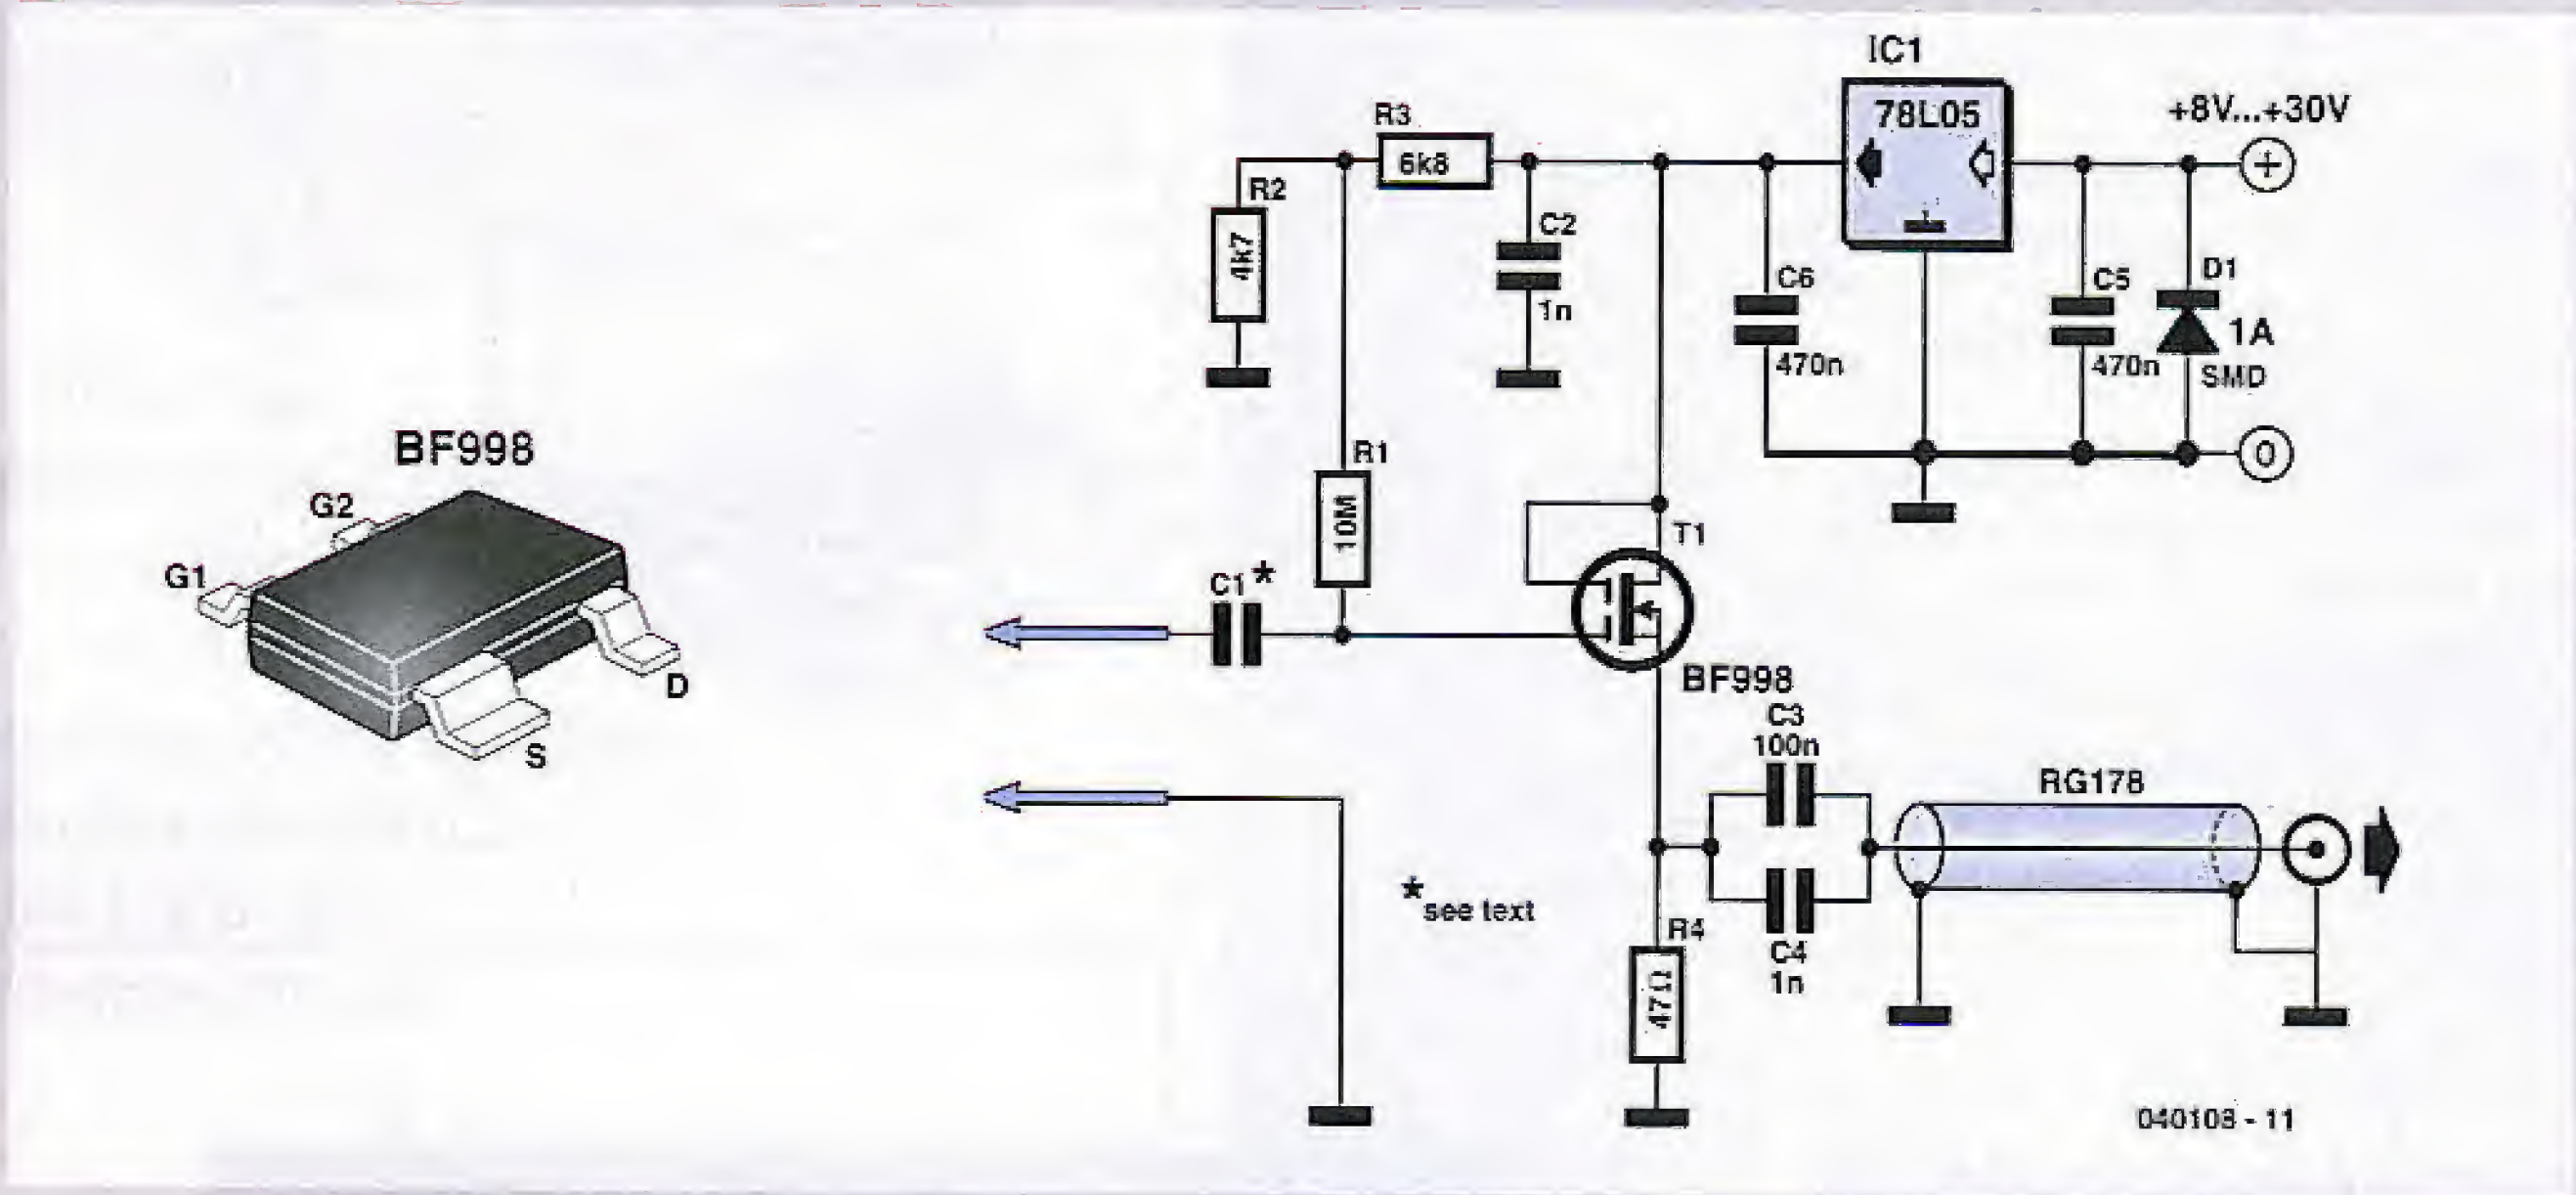 BF998
G2
G1
D
S
IC1
78L05
+8V...+30V
+
R3
6k8
R2
4k7
C2
1n
C6
470n
C5
470n
D1
1A
SMD
0
R1
10M
T1
C1*
BF998
C3
100n
RG178
*see text
R4
47Ω
C4
1n
040108 - 11